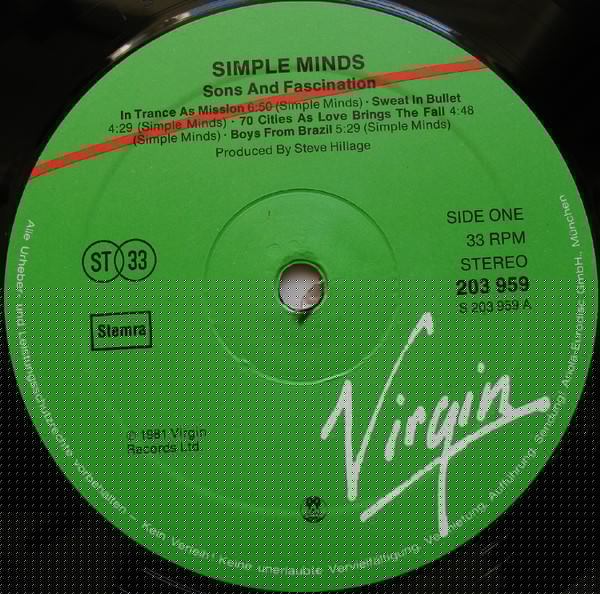 SIMPLE MINDS
Sons And Fascination
In Trance As Mission 6:50 (Simple Minds) · Sweat In Bullet
4:29 (Simple Minds) · 70 Cities As Love Brings The Fall 4:48
(Simple Minds) · Boys From Brazil 5:29 (Simple Minds)
Produced By Steve Hillage
SIDE ONE
33 RPM
STEREO
203 959
S 203 959 A
ST 33
Stemra
Virgin
© 1981 Virgin
Records Ltd.
Alle Urheber- und Leistungsschutzrechte vorbehalten – Kein Verleih! Keine unerlaubte Vervielfältigung, Vermietung, Aufführung, Sendung! Ariola-Eurodisc GmbH., München